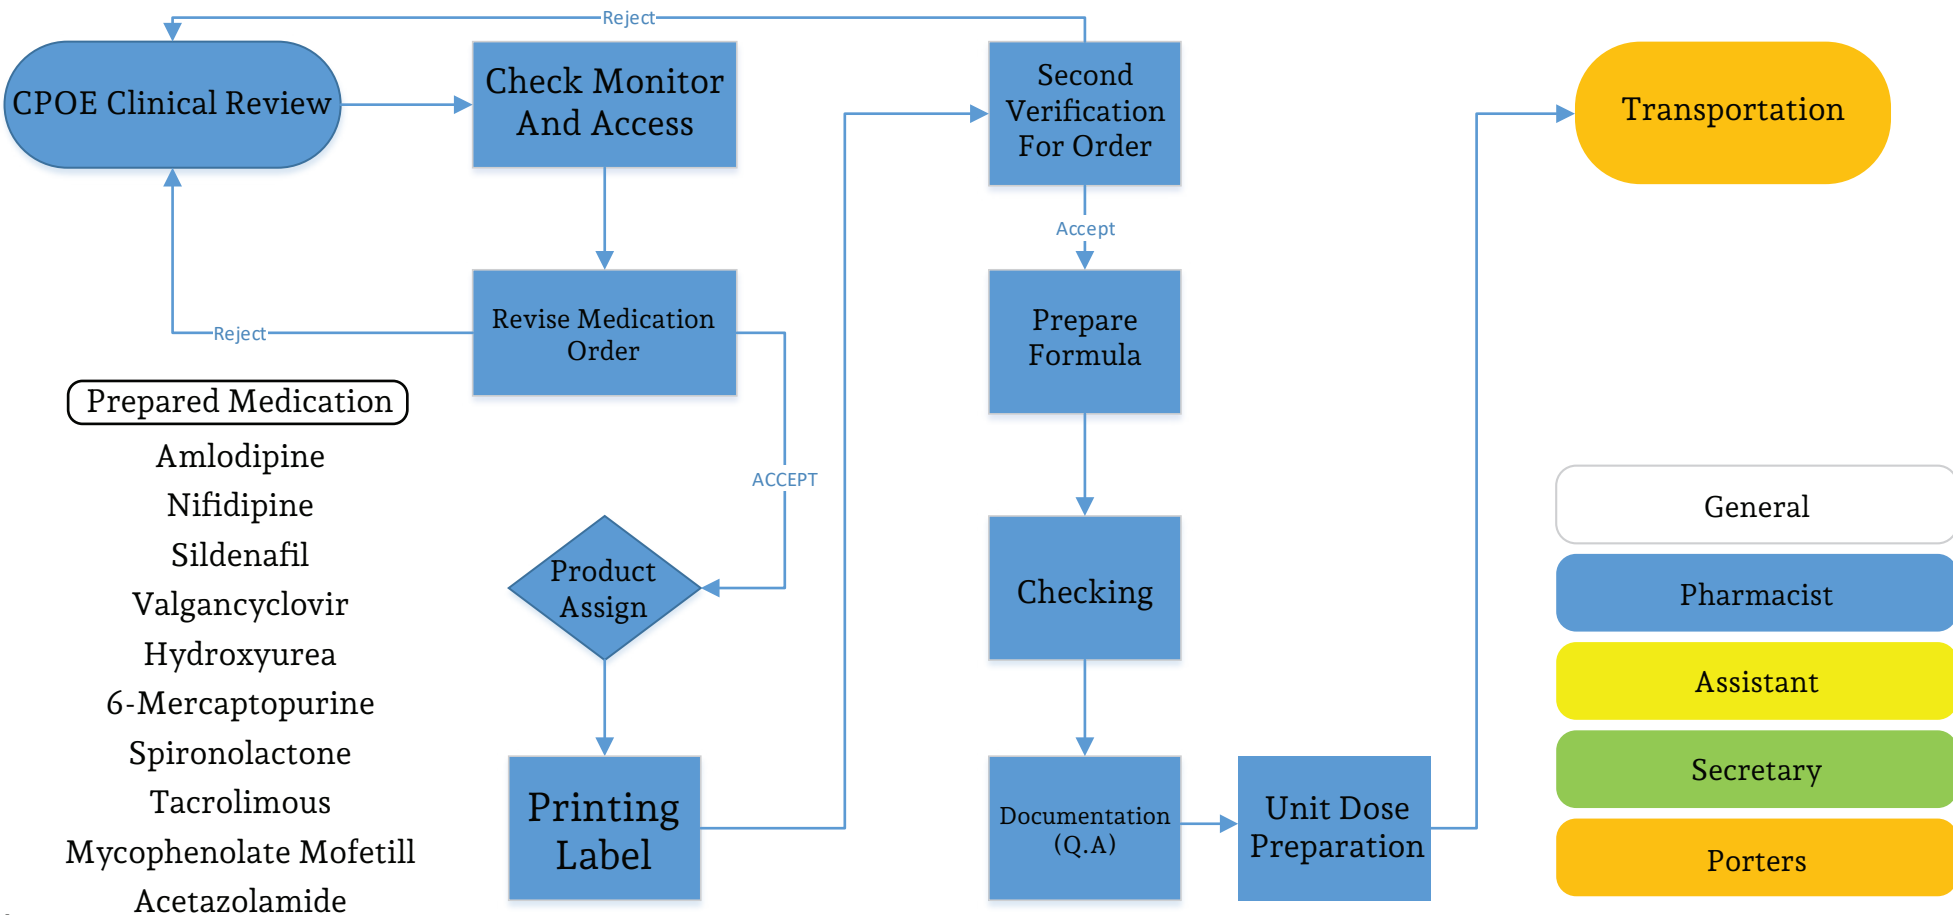 Reject
CPOE Clinical Review
Check Monitor
And Access
Second
Verification
For Order
Transportation
Accept
Revise Medication
Order
Reject
Prepare
Formula
Prepared Medication
Amlodipine
Nifidipine
Sildenafil
Valgancyclovir
Hydroxyurea
6-Mercaptopurine
Spironolactone
Tacrolimous
Mycophenolate Mofetill
Acetazolamide
ACCEPT
Product
Assign
Checking
Printing
Label
Documentation
(Q.A)
Unit Dose
Preparation
General
Pharmacist
Assistant
Secretary
Porters